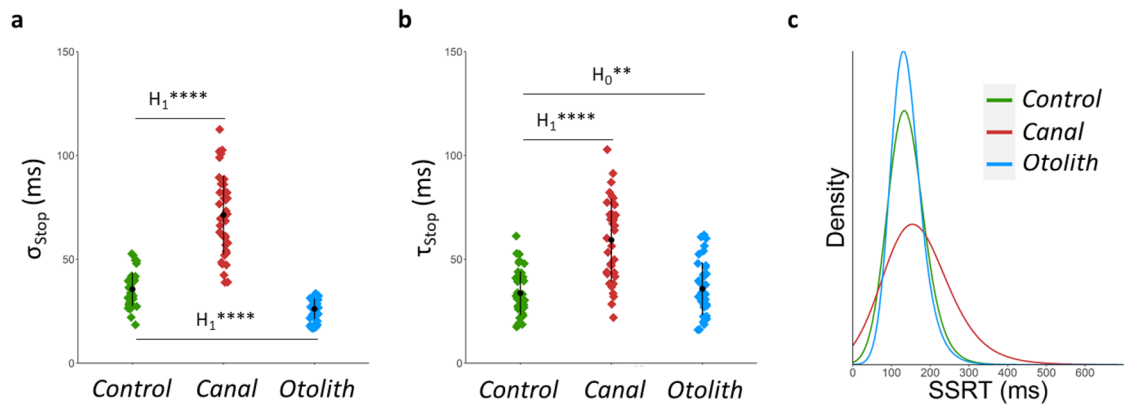 a
σStop (ms)
150
100
50
0
H1****
H1****
Control Canal Otolith
b
τStop (ms)
150
100
50
0
H0**
H1****
Control Canal Otolith
c
Density
Control
Canal
Otolith
0 100 200 300 400 500 600
SSRT (ms)